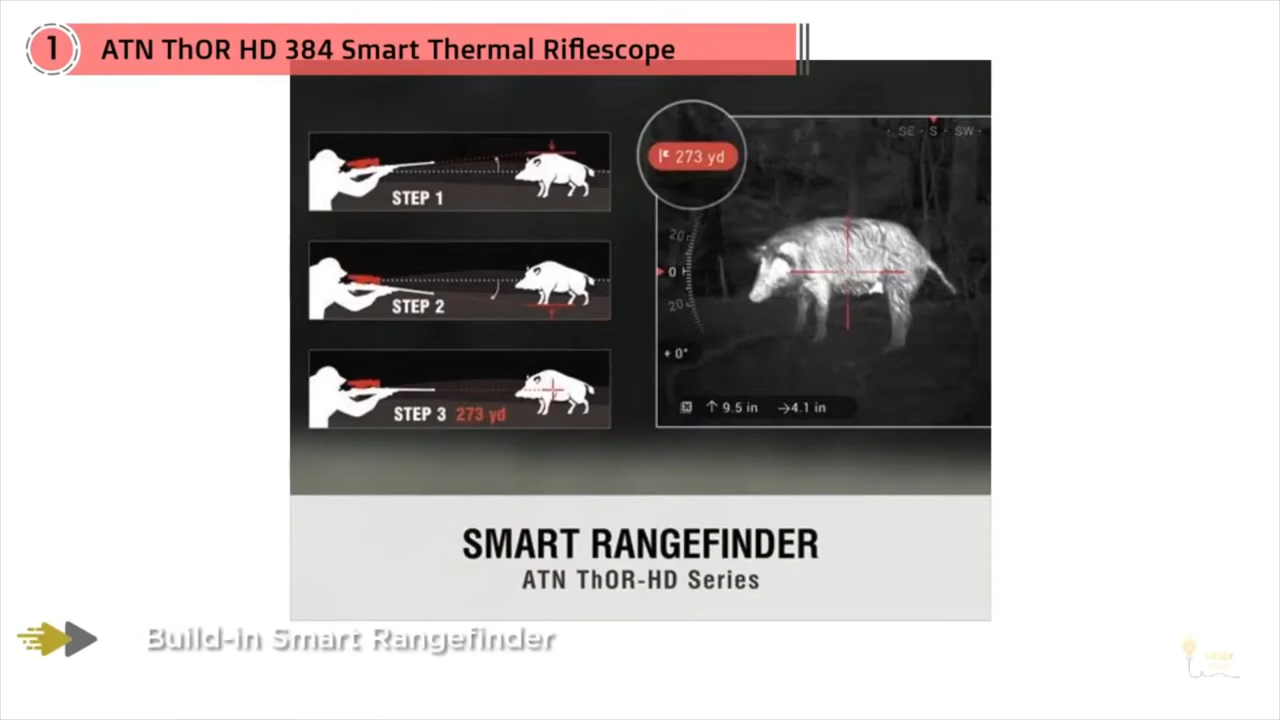 1 ATN ThOR HD 384 Smart Thermal Riflescope
STEP 1
STEP 2
STEP 3 273 yd
273 yd
SE · S · SW
20
0
20
+ 0°
↑ 9.5 in →4.1 in
SMART RANGEFINDER
ATN ThOR-HD Series
Build-in Smart Rangefinder